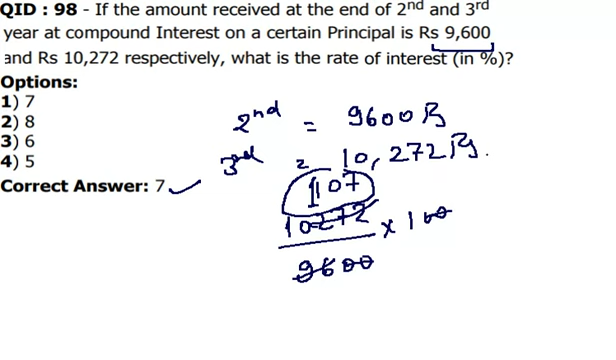 QID : 98 - If the amount received at the end of 2nd and 3rd
year at compound Interest on a certain Principal is Rs 9,600
and Rs 10,272 respectively, what is the rate of interest (in %)?
Options:
1) 7
2) 8
3) 6
4) 5
Correct Answer: 7
2nd = 9600 Rs
3rd = 10,272 Rs.
107
10272 x 100
9600